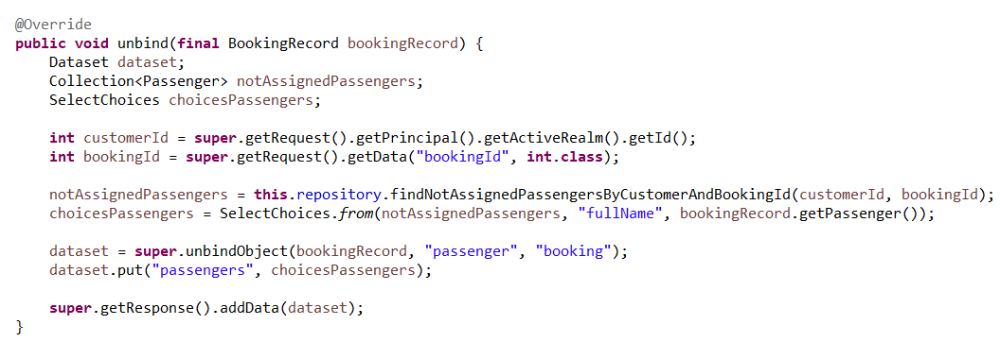 @Override
public void unbind(final BookingRecord bookingRecord) {
    Dataset dataset;
    Collection<Passenger> notAssignedPassengers;
    SelectChoices choicesPassengers;

    int customerId = super.getRequest().getPrincipal().getActiveRealm().getId();
    int bookingId = super.getRequest().getData("bookingId", int.class);

    notAssignedPassengers = this.repository.findNotAssignedPassengersByCustomerAndBookingId(customerId, bookingId);
    choicesPassengers = SelectChoices.from(notAssignedPassengers, "fullName", bookingRecord.getPassenger());

    dataset = super.unbindObject(bookingRecord, "passenger", "booking");
    dataset.put("passengers", choicesPassengers);

    super.getResponse().addData(dataset);
}